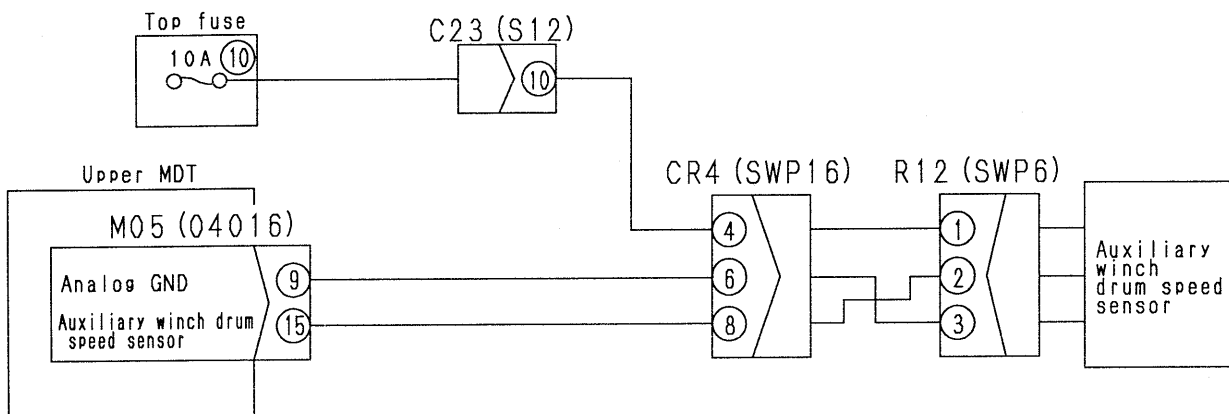 Top fuse
10A 10
C23 (S12)
10
Upper MDT
M05 (04016)
Analog GND 9
Auxiliary winch drum
speed sensor
15
CR4 (SWP16)
4
6
8
R12 (SWP6)
1
2
3
Auxiliary
winch
drum speed
sensor